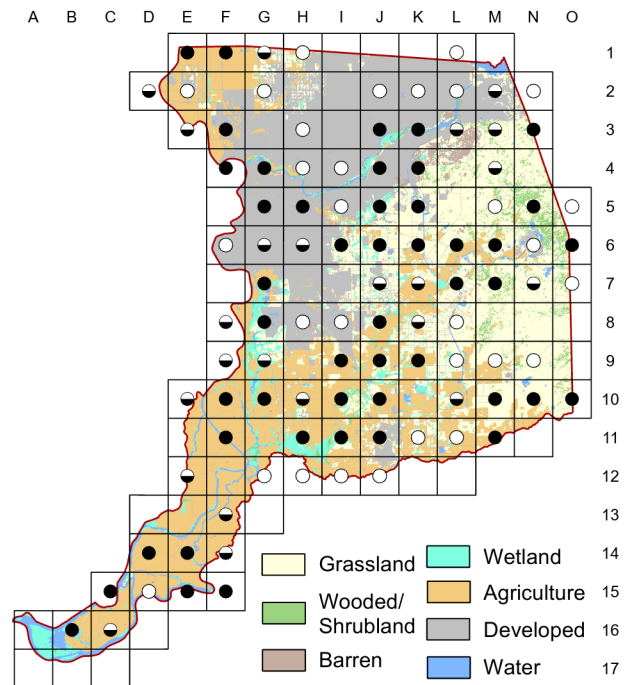 A B C D E F G H I J K L M N O
1
2
3
4
5
6
7
8
9
10
11
12
13
14
15
16
17
Grassland
Wooded/
Shrubland
Barren
Wetland
Agriculture
Developed
Water